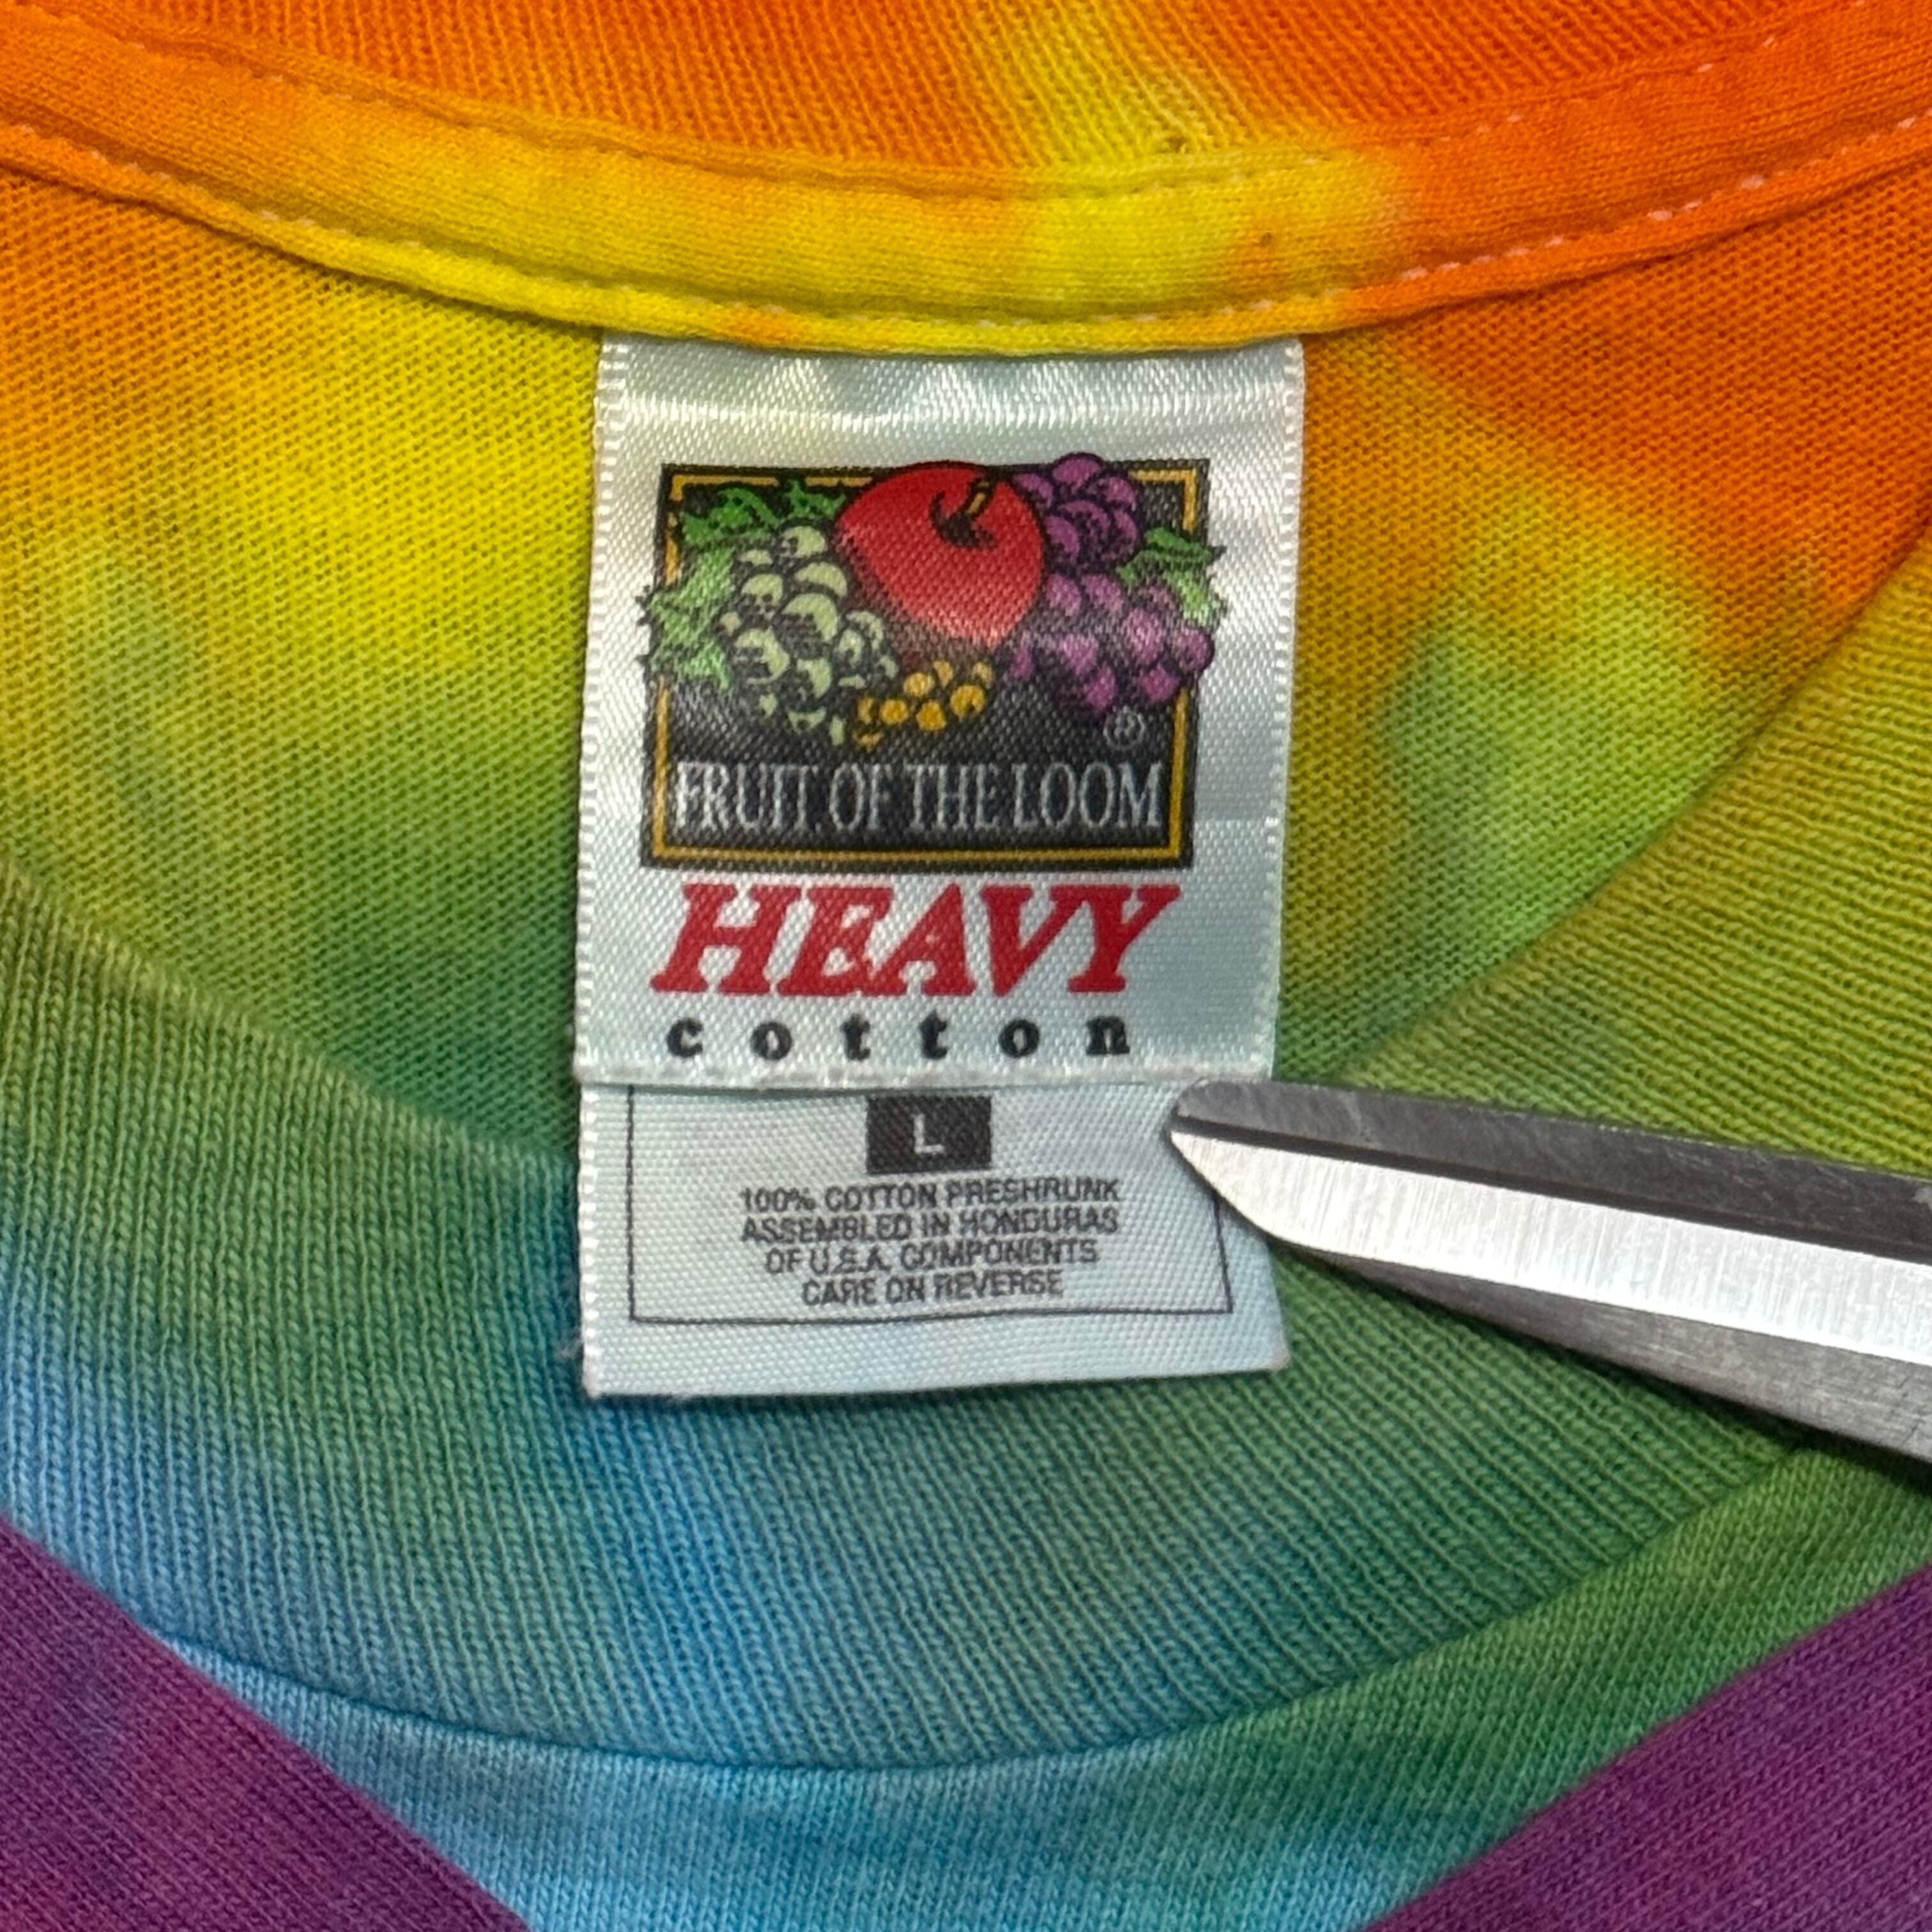 ®
FRUIT OF THE LOOM
HEAVY
cotton
L
100% COTTON PRESHRUNK
ASSEMBLED IN HONDURAS
OF U.S.A. COMPONENTS
CARE ON REVERSE